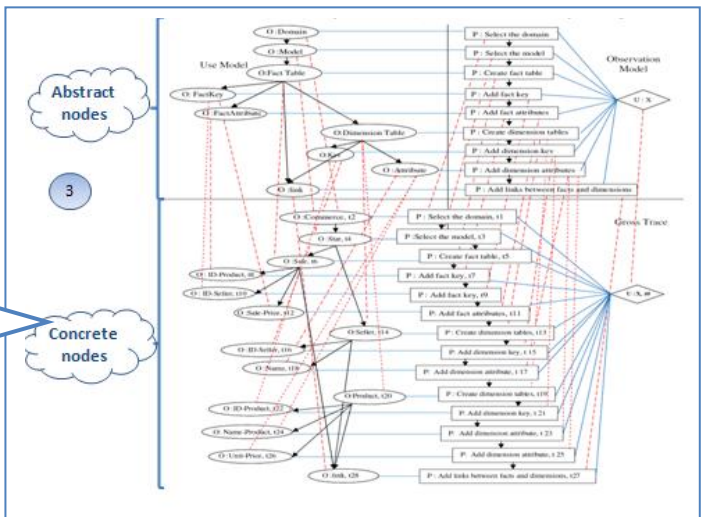 O :Domain
P : Select the domain
O :Model
P : Select the model
Use Model
Observation
Model
O:Fact Table
P : Create fact table
O : FactKey
P : Add fact key
U : X
Abstract
nodes
O : FactAttribute
P : Add fact attributes
O:Dimension Table
P : Create dimension tables
O:Key
P : Add dimension key
O :Attribute
P : Add dimension attributes
O :link
P : Add links between facts and dimensions
3
O :Commerce, t2
P : Select the domain, t1
Gross Trace
O :Star, t4
P :Select the model, t3
O :Sale, t6
P : Create fact table, t5
O : ID-Product, t8
P : Add fact key, t7
O : ID-Seller, t10
P : Add fact key, t9
U :X, t0
O :Sale-Price, t12
P : Add fact attributes, t11
Concrete
nodes
O:Seller, t14
P : Create dimension tables, t13
O : ID-Seller, t16
P : Add dimension key, t 15
O : Name, t18
P: Add dimension attribute, t 17
O:Product, t20
P : Create dimension tables, t19
O : ID-Product, t22
P : Add dimension key, t 21
O : Name-Product, t24
P: Add dimension attribute, t 23
O : Unit-Price, t26
P: Add dimension attribute, t 25
O :link, t28
P : Add links between facts and dimensions, t27